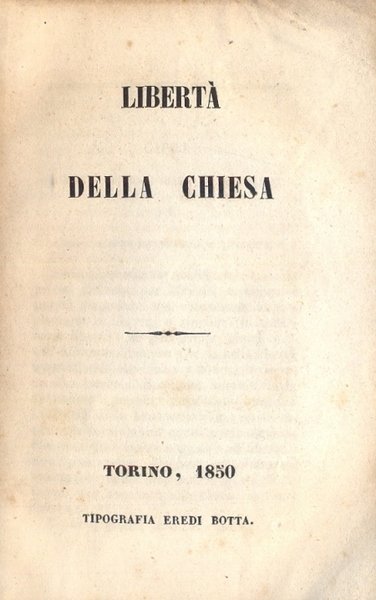 LIBERTÀ
DELLA CHIESA
TORINO, 1850
TIPOGRAFIA EREDI BOTTA.